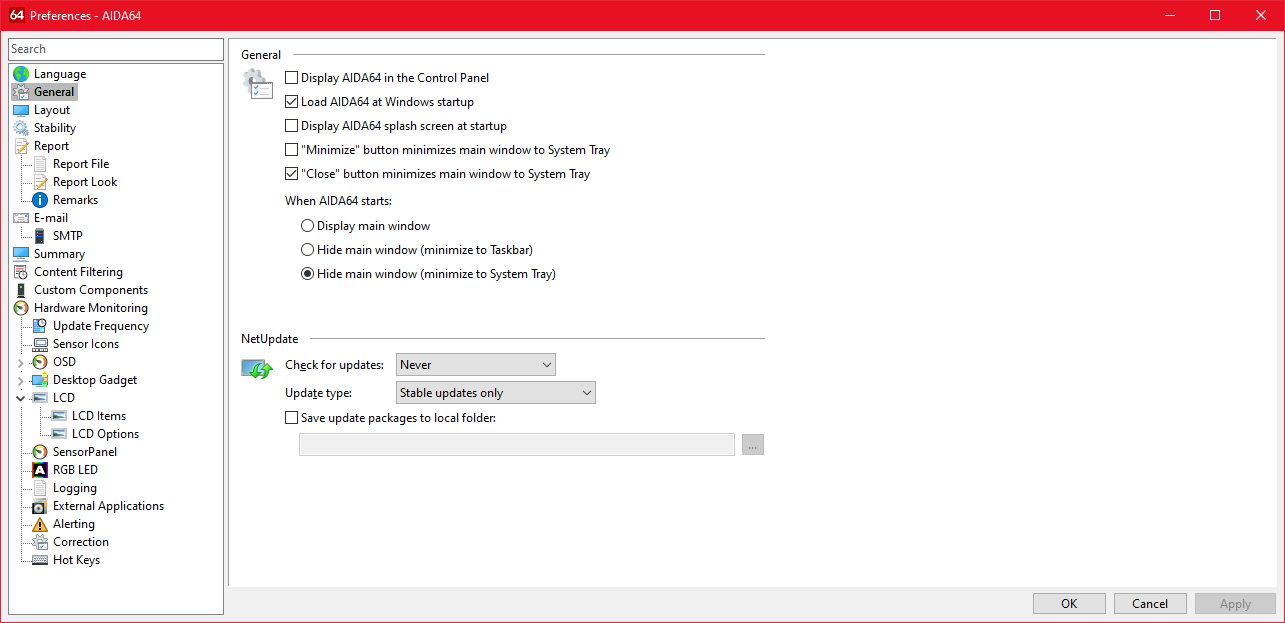 64 Preferences - AIDA64
Search
Language
General
Layout
Stability
Report
Report File
Report Look
Remarks
E-mail
SMTP
Summary
Content Filtering
Custom Components
Hardware Monitoring
Update Frequency
Sensor Icons
OSD
Desktop Gadget
LCD
LCD Items
LCD Options
SensorPanel
RGB LED
Logging
External Applications
Alerting
Correction
Hot Keys
General
Display AIDA64 in the Control Panel
Load AIDA64 at Windows startup
Display AIDA64 splash screen at startup
"Minimize" button minimizes main window to System Tray
"Close" button minimizes main window to System Tray
When AIDA64 starts:
Display main window
Hide main window (minimize to Taskbar)
Hide main window (minimize to System Tray)
NetUpdate
Check for updates: Never
Update type: Stable updates only
Save update packages to local folder:
...
OK Cancel Apply